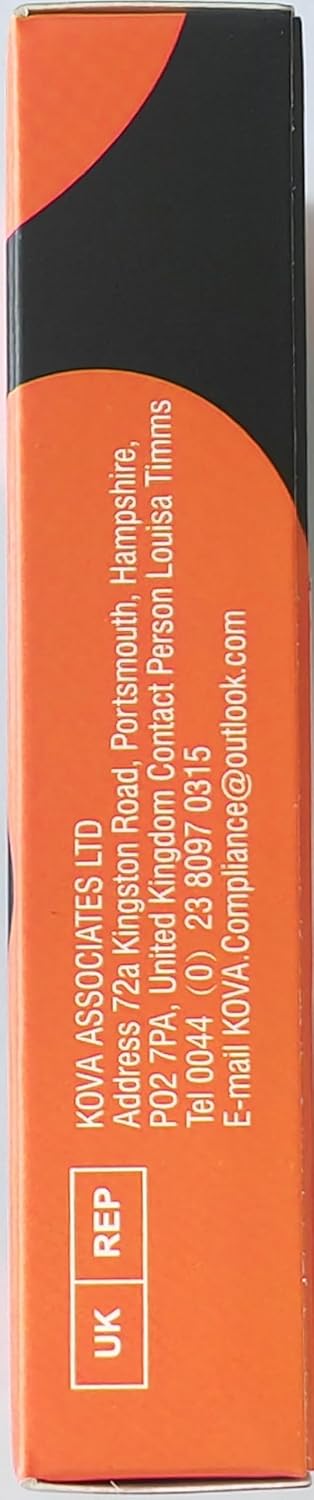 UK REP
KOVA ASSOCIATES LTD
Address 72a Kingston Road, Portsmouth, Hampshire,
PO2 7PA, United Kingdom Contact Person Louisa Timms
Tel 0044（0）23 8097 0315
E-mail KOVA.Compliance@outlook.com